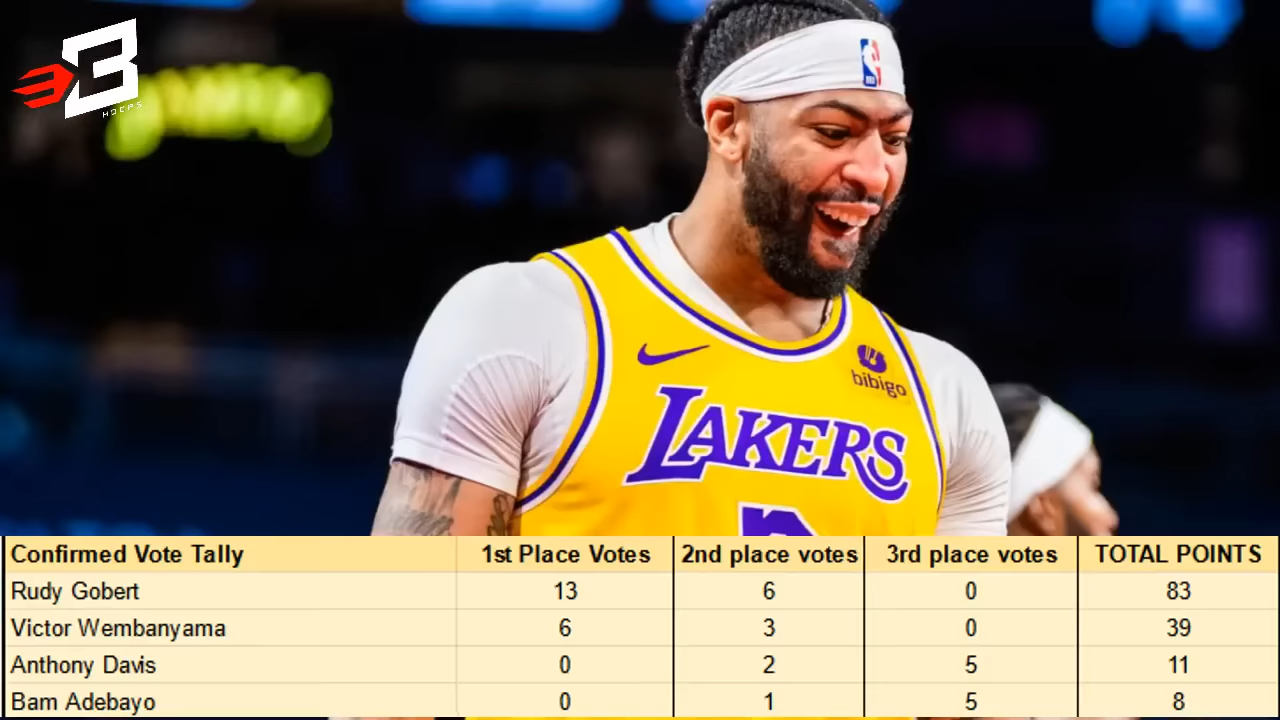 B
HOOPS
bibigo
LAKERS
Confirmed Vote Tally 1st Place Votes 2nd place votes 3rd place votes TOTAL POINTS
Rudy Gobert 13 6 0 83
Victor Wembanyama 6 3 0 39
Anthony Davis 0 2 5 11
Bam Adebayo 0 1 5 8